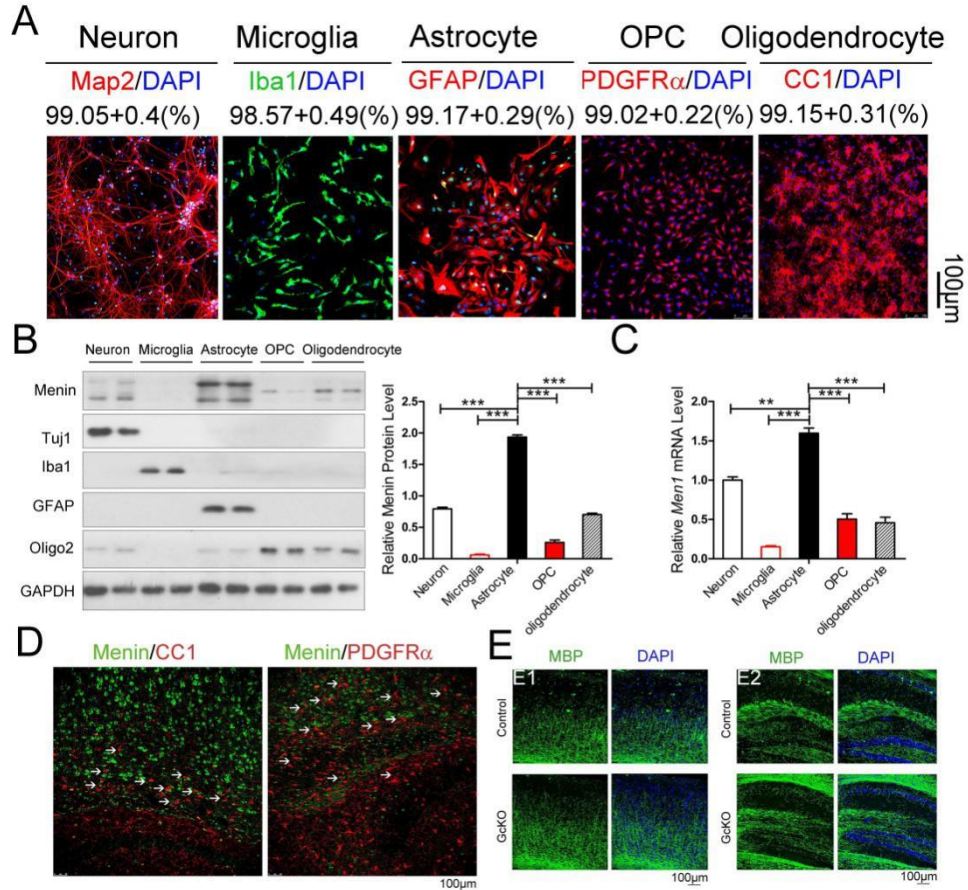 A
Neuron Microglia Astrocyte OPC Oligodendrocyte
Map2/DAPI Iba1/DAPI GFAP/DAPI PDGFRα/DAPI CC1/DAPI
99.05+0.4(%) 98.57+0.49(%) 99.17+0.29(%) 99.02+0.22(%) 99.15+0.31(%)
100µm
B
Neuron Microglia Astrocyte OPC Oligodendrocyte
Menin
Tuj1
Iba1
GFAP
Oligo2
GAPDH
Relative Menin Protein Level
2.5
2.0
1.5
1.0
0.5
0.0
***
***
***
***
Neuron
Microglia
Astrocyte
OPC
oligodendrocyte
C
Relative Men1 mRNA Level
2.0
1.5
1.0
0.5
0.0
***
**
***
***
Neuron
Microglia
Astrocyte
OPC
oligodendrocyte
D
Menin/CC1 Menin/PDGFRα
100µm
E
MBP DAPI MBP DAPI
E1 E2
Control Control
GcKO GcKO
100µm 100µm